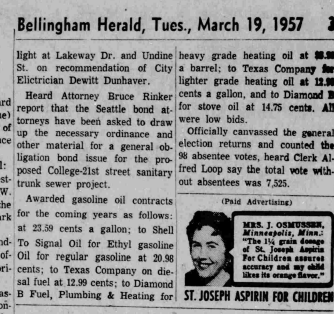 Bellingham Herald, Tues., March 19, 1957
light at Lakeway Dr. and Undine
St. on recommendation of City
Elictrician Dewitt Dunhaver.
Heard Attorney Bruce Rinker
report that the Seattle bond at-
torneys have been asked to draw
up the necessary ordinance and
other material for a general ob-
ligation bond issue for the pro-
posed College-21st street sanitary
trunk sewer project.
Awarded gasoline oil contracts
for the coming years as follows:
at 23.59 cents a gallon; to Shell
To Signal Oil for Ethyl gasoline
Oil for regular gasoline at 20.98
cents; to Texas Company on die-
sal fuel at 12.99 cents; to Diamond
B Fuel, Plumbing & Heating for
heavy grade heating oil at
a barrel; to Texas Company for
lighter grade heating oil at 12.98
cents a gallon, and to Diamond B
for stove oil at 14.75 cents. All
were low bids.
Officially canvassed the general
election returns and counted the
98 absentee votes, heard Clerk Al-
fred Loop say the total vote with-
out absentees was 7,525.
(Paid Advertising)
MRS. J. OSMUSSEN,
Minneapolis, Minn.:
"The 1¼ grain dosage
of St. Joseph Aspirin
For Children assures
accuracy and my child
likes its orange flavor."
ST. JOSEPH ASPIRIN FOR CHILDREN